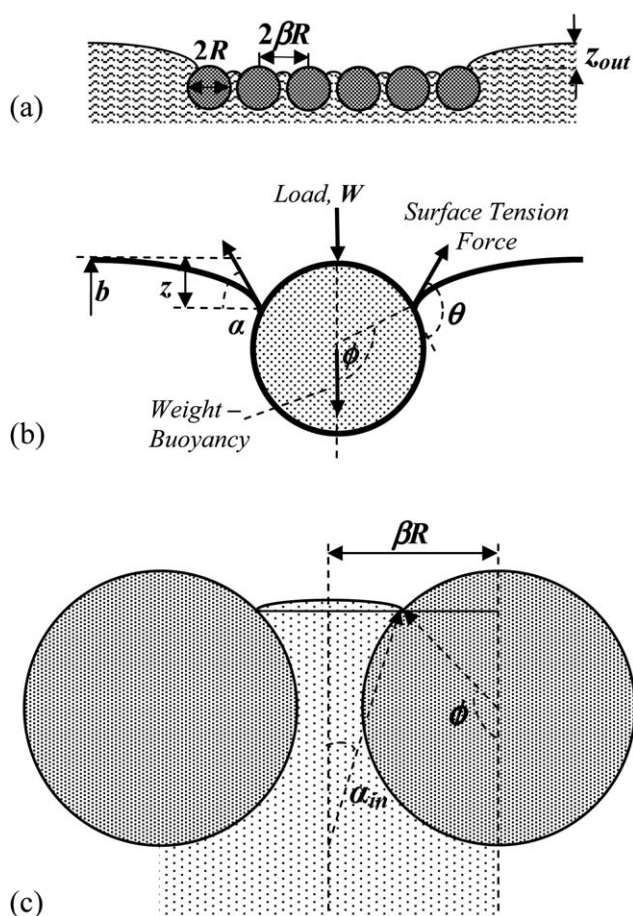 2R
2βR
z_out
(a)
Load, W
Surface Tension
Force
b
z
α
θ
ϕ
Weight –
Buoyancy
(b)
βR
ϕ
α_in
(c)